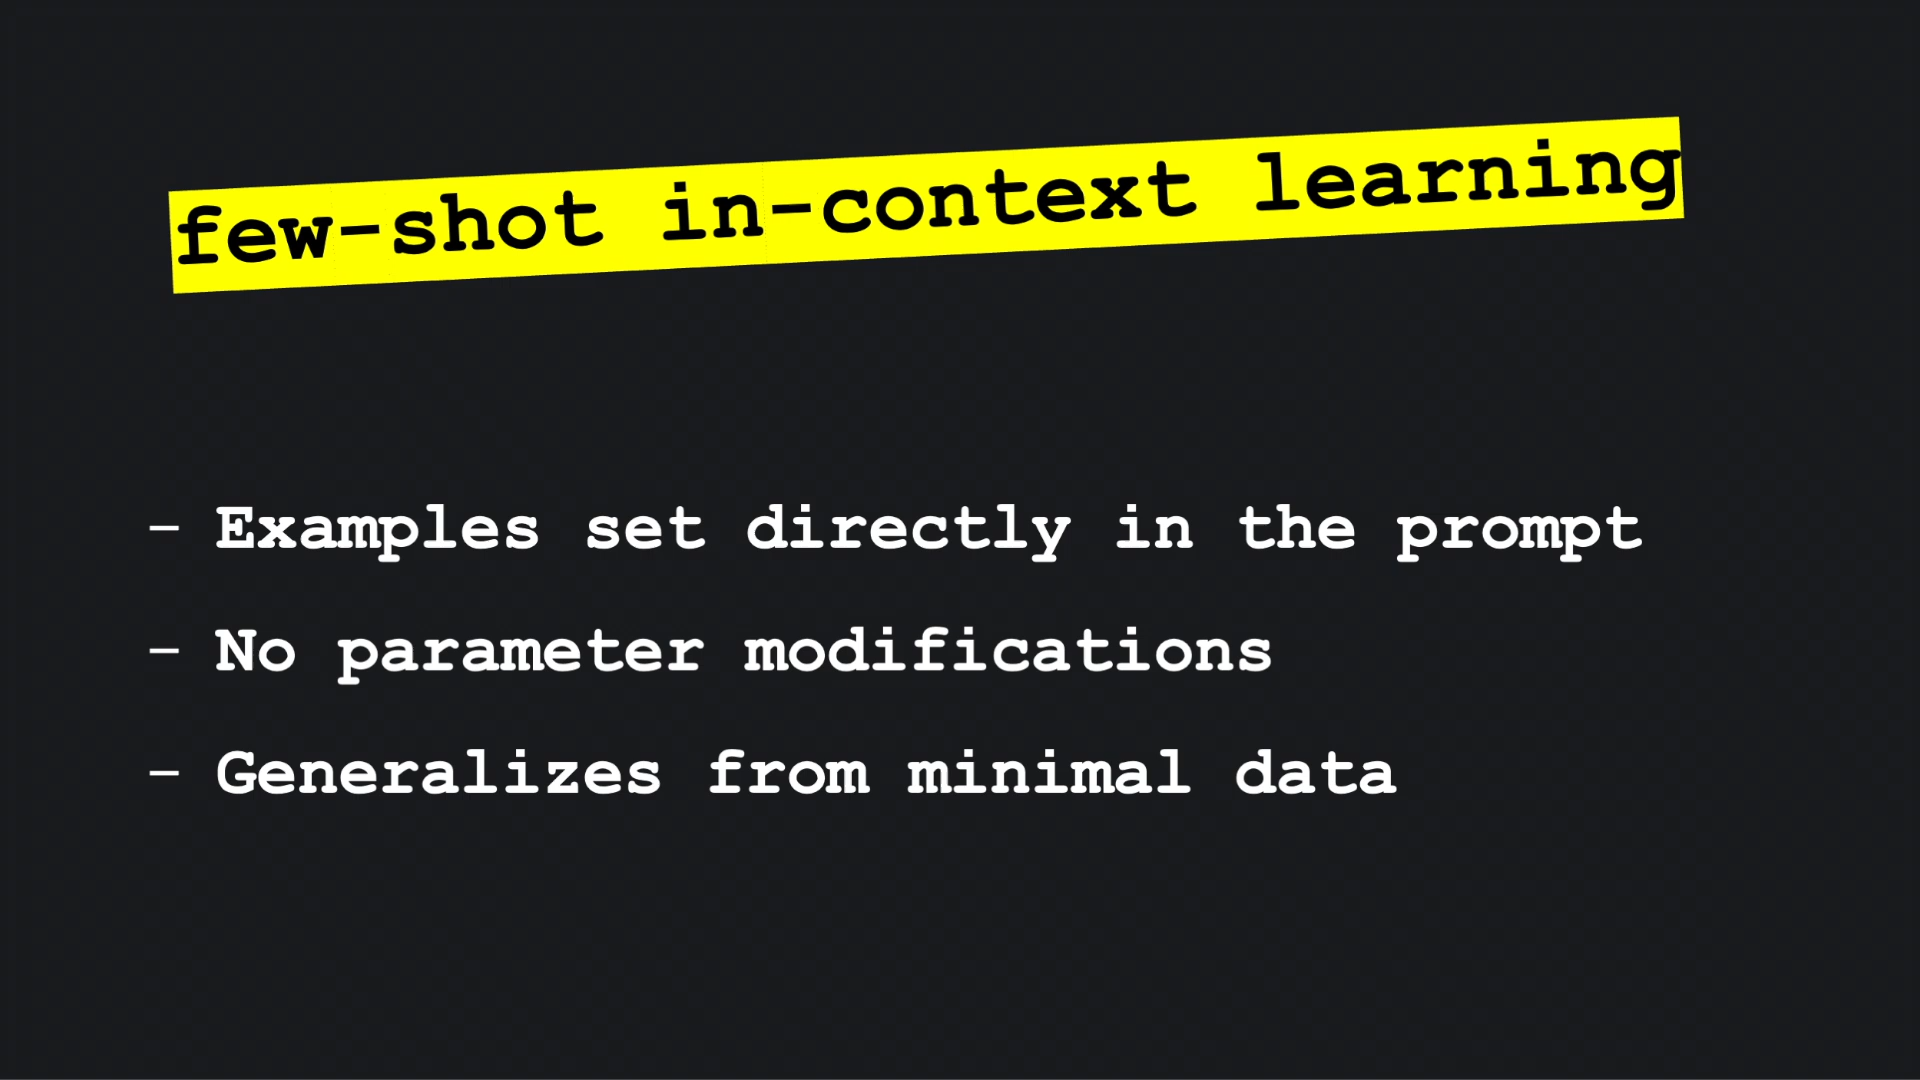 few-shot in-context learning
- Examples set directly in the prompt
- No parameter modifications
- Generalizes from minimal data